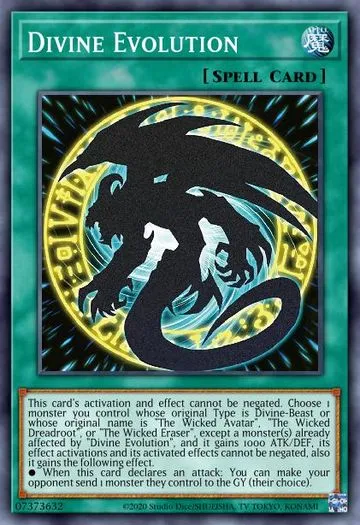 Divine Evolution
[Spell Card]
This card's activation and effect cannot be negated. Choose 1
monster you control whose original Type is Divine-Beast or
whose original name is "The Wicked Avatar", "The Wicked
Dreadroot", or "The Wicked Eraser", except a monster(s) already
affected by "Divine Evolution", and it gains 1000 ATK/DEF, its
effect activations and its activated effects cannot be negated, also
it gains the following effect.
● When this card declares an attack: You can make your
opponent send 1 monster they control to the GY (their choice).
07373632
©2020 Studio Dice/SHUEISHA, TV TOKYO, KONAMI